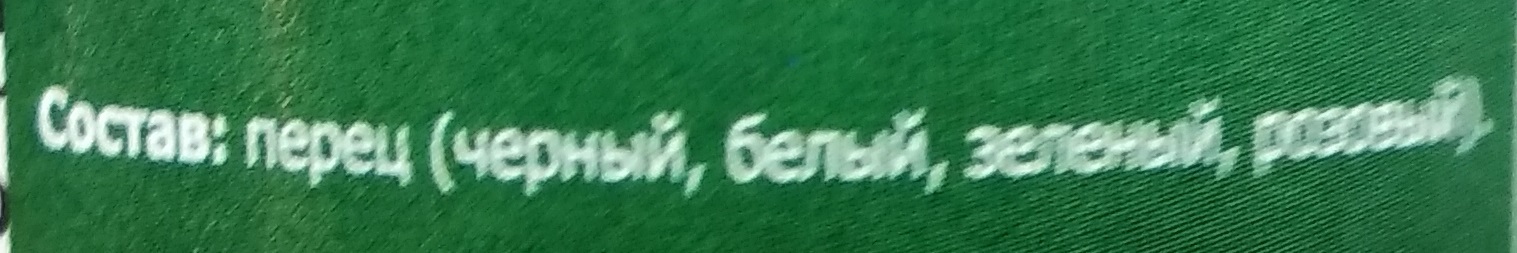 Состав: перец (черный, белый, зеленый, розовый).